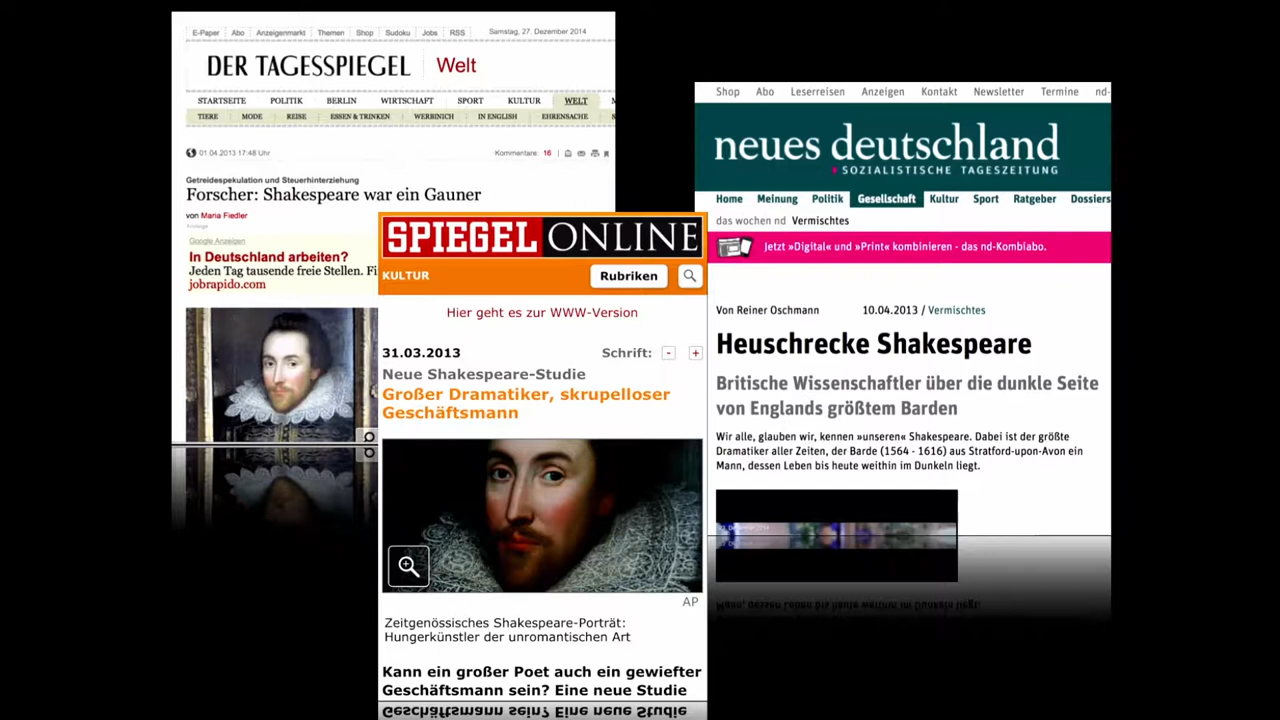 E-Paper Abo Anzeigenmarkt Themen Shop Sudoku Jobs RSS Samstag, 27. Dezember 2014
DER TAGESSPIEGEL Welt
STARTSEITE POLITIK BERLIN WIRTSCHAFT SPORT KULTUR WELT
TIERE MODE REISE ESSEN & TRINKEN WERBINICH IN ENGLISH EHRENSACHE
01.04.2013 17:48 Uhr Kommentare: 16
Getreidespekulation und Steuerhinterziehung
Forscher: Shakespeare war ein Gauner
von Maria Fiedler
Anzeige
Google Anzeigen
In Deutschland arbeiten?
Jeden Tag tausende freie Stellen. Fi
jobrapido.com
SPIEGEL ONLINE
KULTUR Rubriken
Hier geht es zur WWW-Version
31.03.2013 Schrift: - +
Neue Shakespeare-Studie
Großer Dramatiker, skrupelloser
Geschäftsmann
AP
Zeitgenössisches Shakespeare-Porträt:
Hungerkünstler der unromantischen Art
Kann ein großer Poet auch ein gewiefter
Geschäftsmann sein? Eine neue Studie
Shop Abo Leserreisen Anzeigen Kontakt Newsletter Termine nd-
neues deutschland
SOZIALISTISCHE TAGESZEITUNG
Home Meinung Politik Gesellschaft Kultur Sport Ratgeber Dossiers
das wochen nd Vermischtes
Jetzt »Digital« und »Print« kombinieren - das nd-Kombiabo.
Von Reiner Oschmann 10.04.2013 / Vermischtes
Heuschrecke Shakespeare
Britische Wissenschaftler über die dunkle Seite
von Englands größtem Barden
Wir alle, glauben wir, kennen »unseren« Shakespeare. Dabei ist der größte
Dramatiker aller Zeiten, der Barde (1564 - 1616) aus Stratford-upon-Avon ein
Mann, dessen Leben bis heute weithin im Dunkeln liegt.